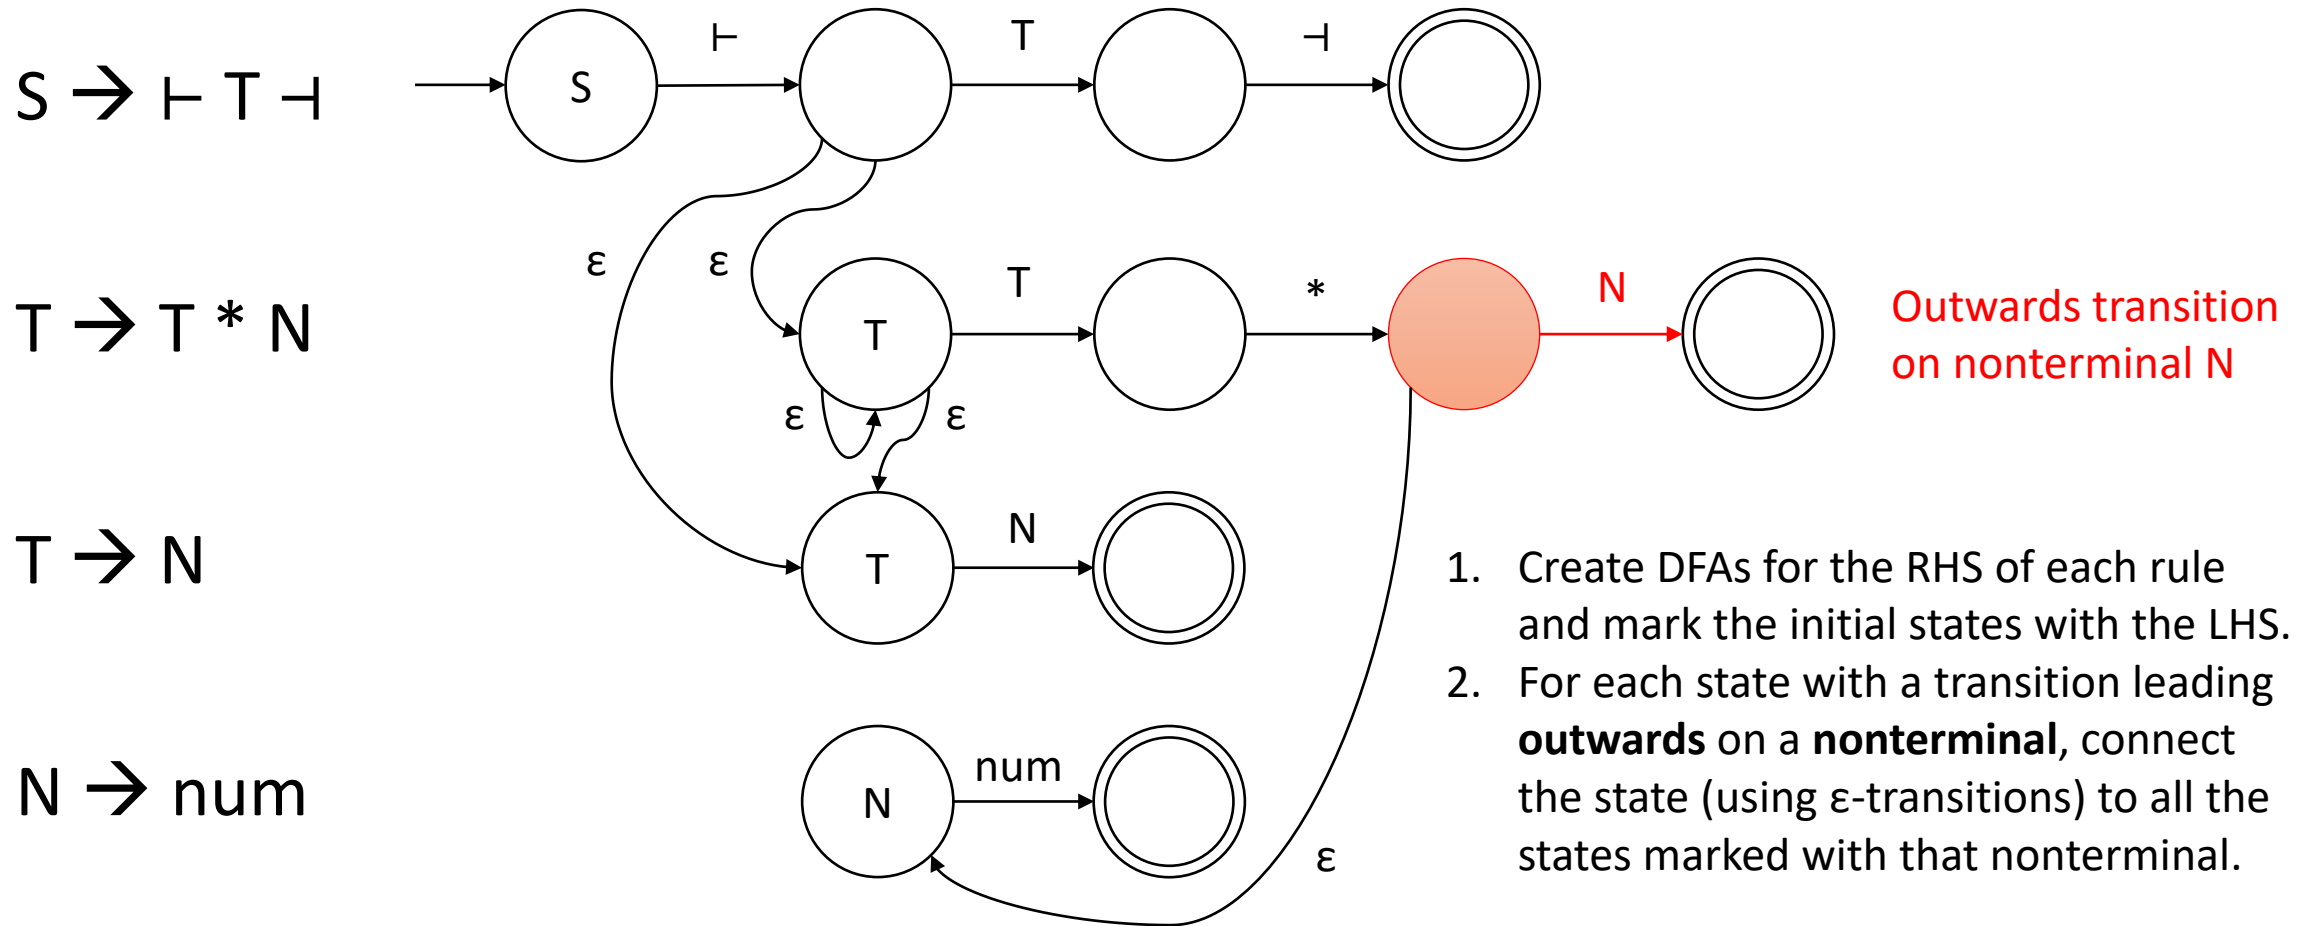 S → ⊢ T ⊣
S
⊢
T
⊣
ε
ε
T → T * N
T
T
*
N
Outwards transition
on nonterminal N
ε
ε
T → N
T
N
1. Create DFAs for the RHS of each rule
and mark the initial states with the LHS.
2. For each state with a transition leading
outwards on a nonterminal, connect
the state (using ε-transitions) to all the
states marked with that nonterminal.
N → num
N
num
ε